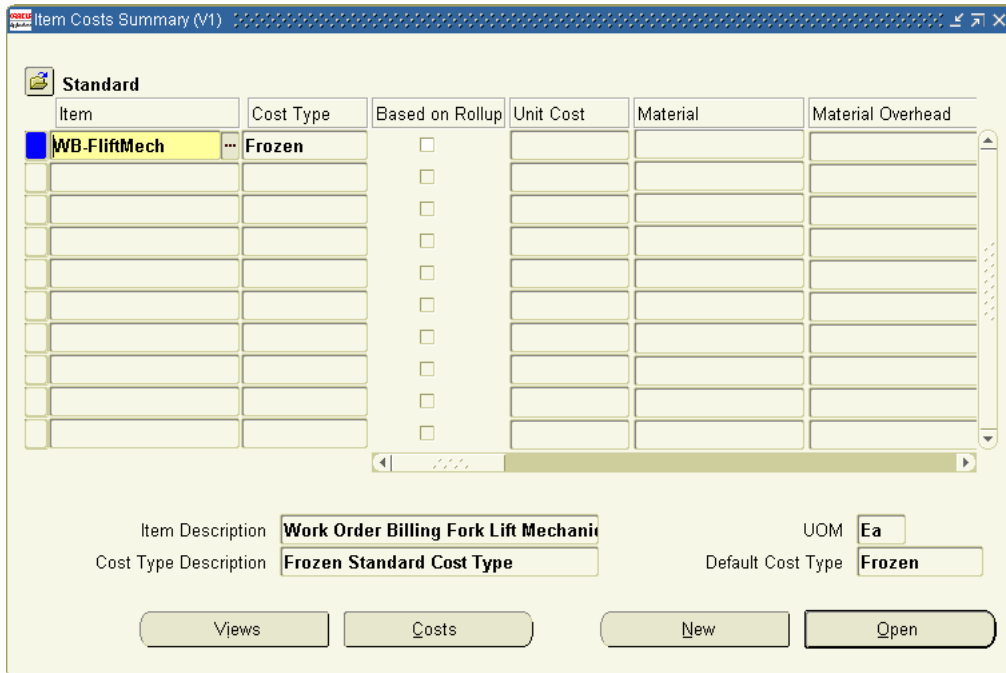 ORACLE Item Costs Summary (V1)
Standard
Item Cost Type Based on Rollup Unit Cost Material Material Overhead
WB-FliftMech ... Frozen
Item Description Work Order Billing Fork Lift Mechani UOM Ea
Cost Type Description Frozen Standard Cost Type Default Cost Type Frozen
Views Costs New Open